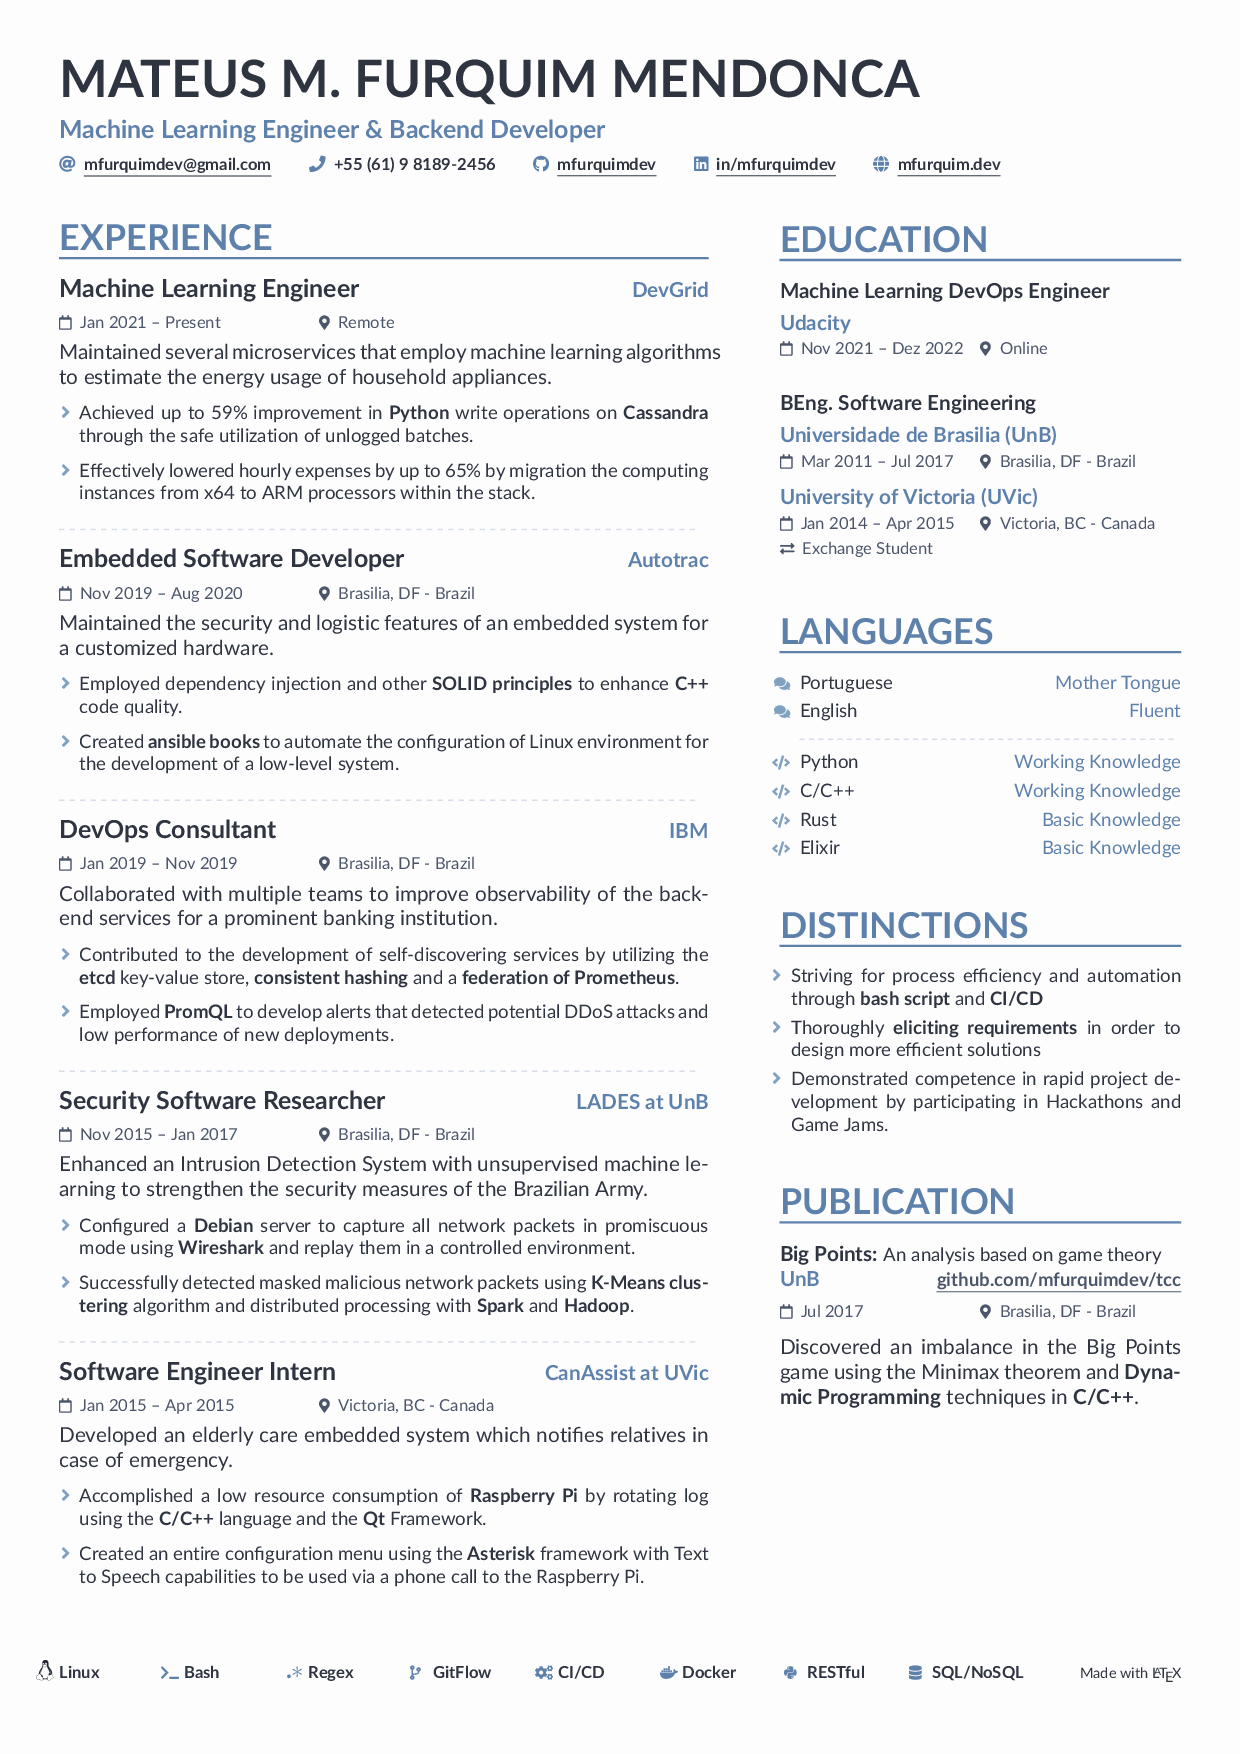 MATEUS M. FURQUIM MENDONCA
Machine Learning Engineer & Backend Developer
mfurquimdev@gmail.com +55 (61) 9 8189-2456 mfurquimdev in/mfurquimdev mfurquim.dev
EXPERIENCE
Machine Learning Engineer DevGrid
Jan 2021 – Present Remote
Maintained several microservices that employ machine learning algorithms
to estimate the energy usage of household appliances.
Achieved up to 59% improvement in Python write operations on Cassandra
through the safe utilization of unlogged batches.
Effectively lowered hourly expenses by up to 65% by migration the computing
instances from x64 to ARM processors within the stack.
Embedded Software Developer Autotrac
Nov 2019 – Aug 2020 Brasilia, DF - Brazil
Maintained the security and logistic features of an embedded system for
a customized hardware.
Employed dependency injection and other SOLID principles to enhance C++
code quality.
Created ansible books to automate the configuration of Linux environment for
the development of a low-level system.
DevOps Consultant IBM
Jan 2019 – Nov 2019 Brasilia, DF - Brazil
Collaborated with multiple teams to improve observability of the back-
end services for a prominent banking institution.
Contributed to the development of self-discovering services by utilizing the
etcd key-value store, consistent hashing and a federation of Prometheus.
Employed PromQL to develop alerts that detected potential DDoS attacks and
low performance of new deployments.
Security Software Researcher LADES at UnB
Nov 2015 – Jan 2017 Brasilia, DF - Brazil
Enhanced an Intrusion Detection System with unsupervised machine le-
arning to strengthen the security measures of the Brazilian Army.
Configured a Debian server to capture all network packets in promiscuous
mode using Wireshark and replay them in a controlled environment.
Successfully detected masked malicious network packets using K-Means clus-
tering algorithm and distributed processing with Spark and Hadoop.
Software Engineer Intern CanAssist at UVic
Jan 2015 – Apr 2015 Victoria, BC - Canada
Developed an elderly care embedded system which notifies relatives in
case of emergency.
Accomplished a low resource consumption of Raspberry Pi by rotating log
using the C/C++ language and the Qt Framework.
Created an entire configuration menu using the Asterisk framework with Text
to Speech capabilities to be used via a phone call to the Raspberry Pi.
EDUCATION
Machine Learning DevOps Engineer
Udacity
Nov 2021 – Dez 2022 Online
BEng. Software Engineering
Universidade de Brasilia (UnB)
Mar 2011 – Jul 2017 Brasilia, DF - Brazil
University of Victoria (UVic)
Jan 2014 – Apr 2015 Victoria, BC - Canada
Exchange Student
LANGUAGES
Portuguese Mother Tongue
English Fluent
Python Working Knowledge
C/C++ Working Knowledge
Rust Basic Knowledge
Elixir Basic Knowledge
DISTINCTIONS
Striving for process efficiency and automation
through bash script and CI/CD
Thoroughly eliciting requirements in order to
design more efficient solutions
Demonstrated competence in rapid project de-
velopment by participating in Hackathons and
Game Jams.
PUBLICATION
Big Points: An analysis based on game theory
UnB github.com/mfurquimdev/tcc
Jul 2017 Brasilia, DF - Brazil
Discovered an imbalance in the Big Points
game using the Minimax theorem and Dyna-
mic Programming techniques in C/C++.
Linux Bash Regex GitFlow CI/CD Docker RESTful SQL/NoSQL Made with LATEX